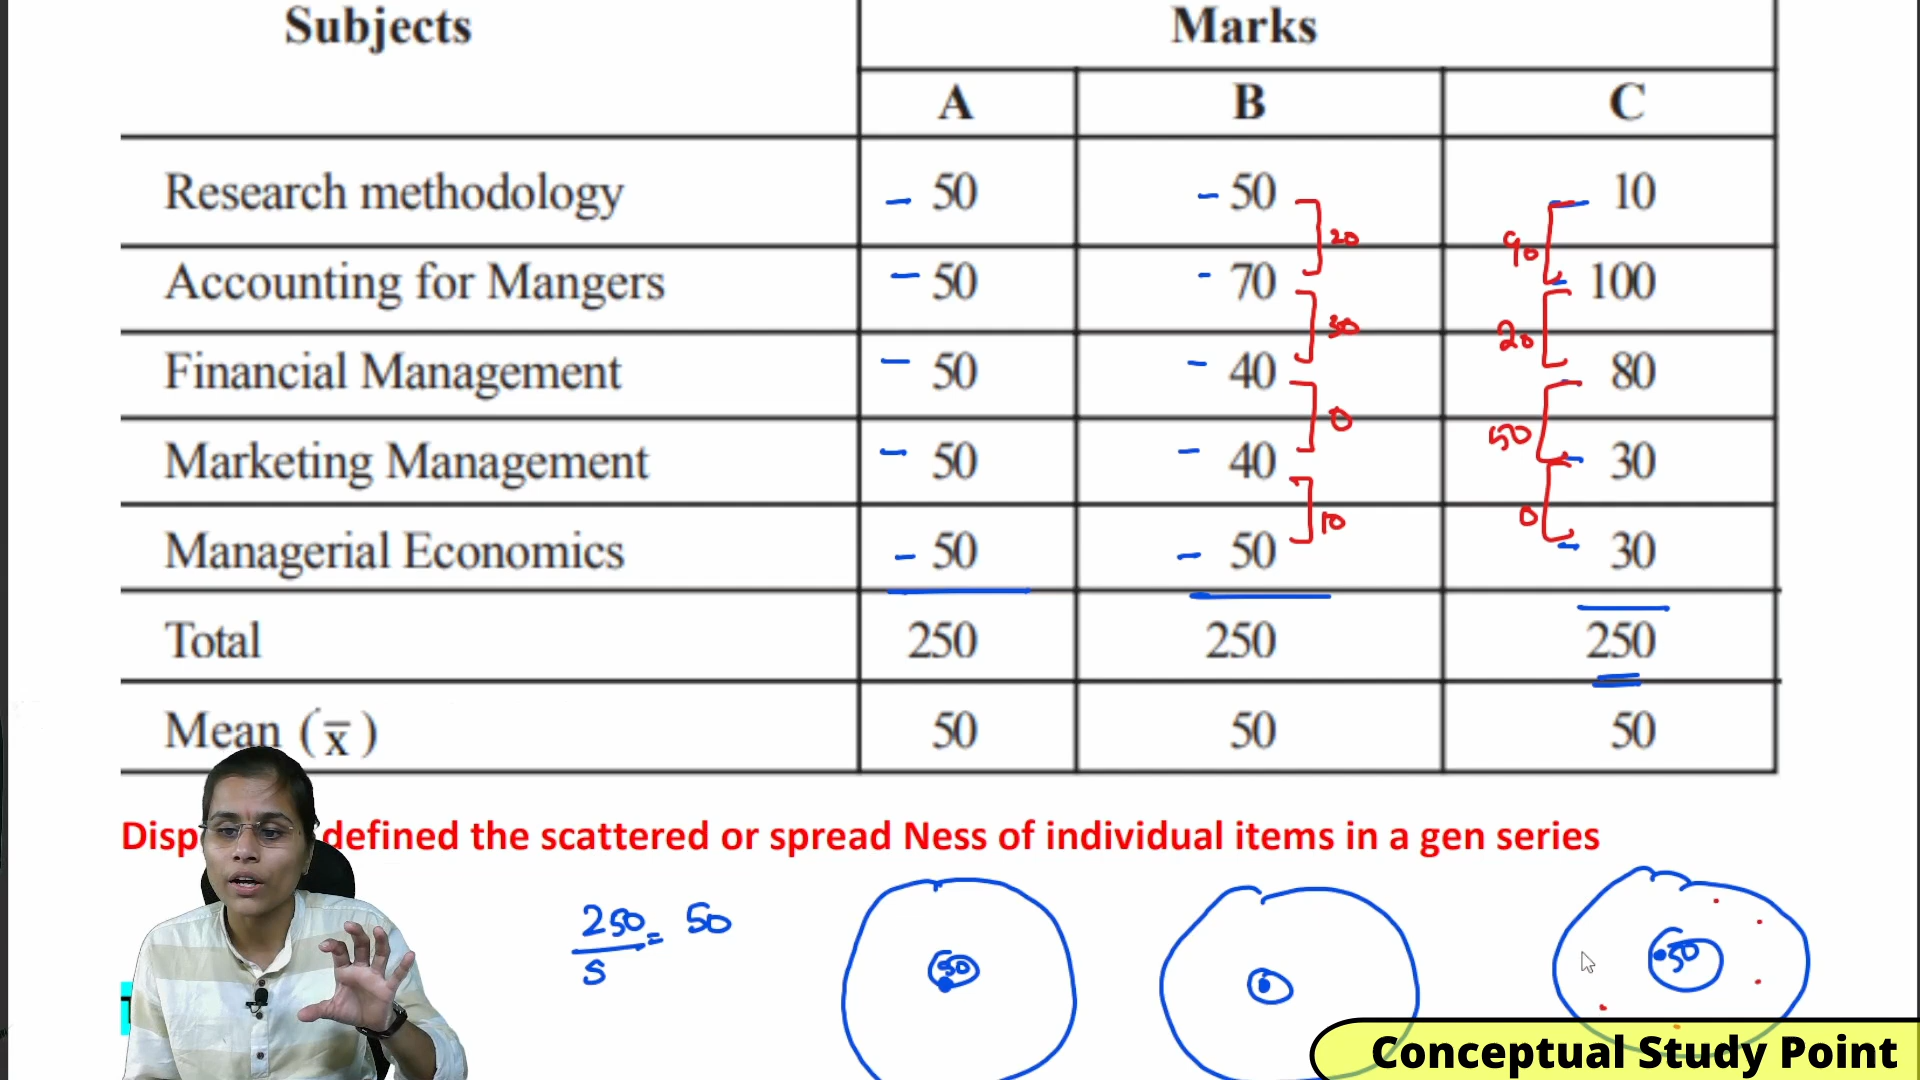 Subjects Marks
A B C
Research methodology – 50 – 50 10
20 90
Accounting for Mangers – 50 - 70 100
30 20
Financial Management – 50 – 40 80
0 50
Marketing Management – 50 – 40 30
10 0
Managerial Economics – 50 – 50 30
Total 250 250 250
Mean (x̄) 50 50 50
defined the scattered or spread Ness of individual items in a gen series
250/5 = 50
50 50
Conceptual Study Point